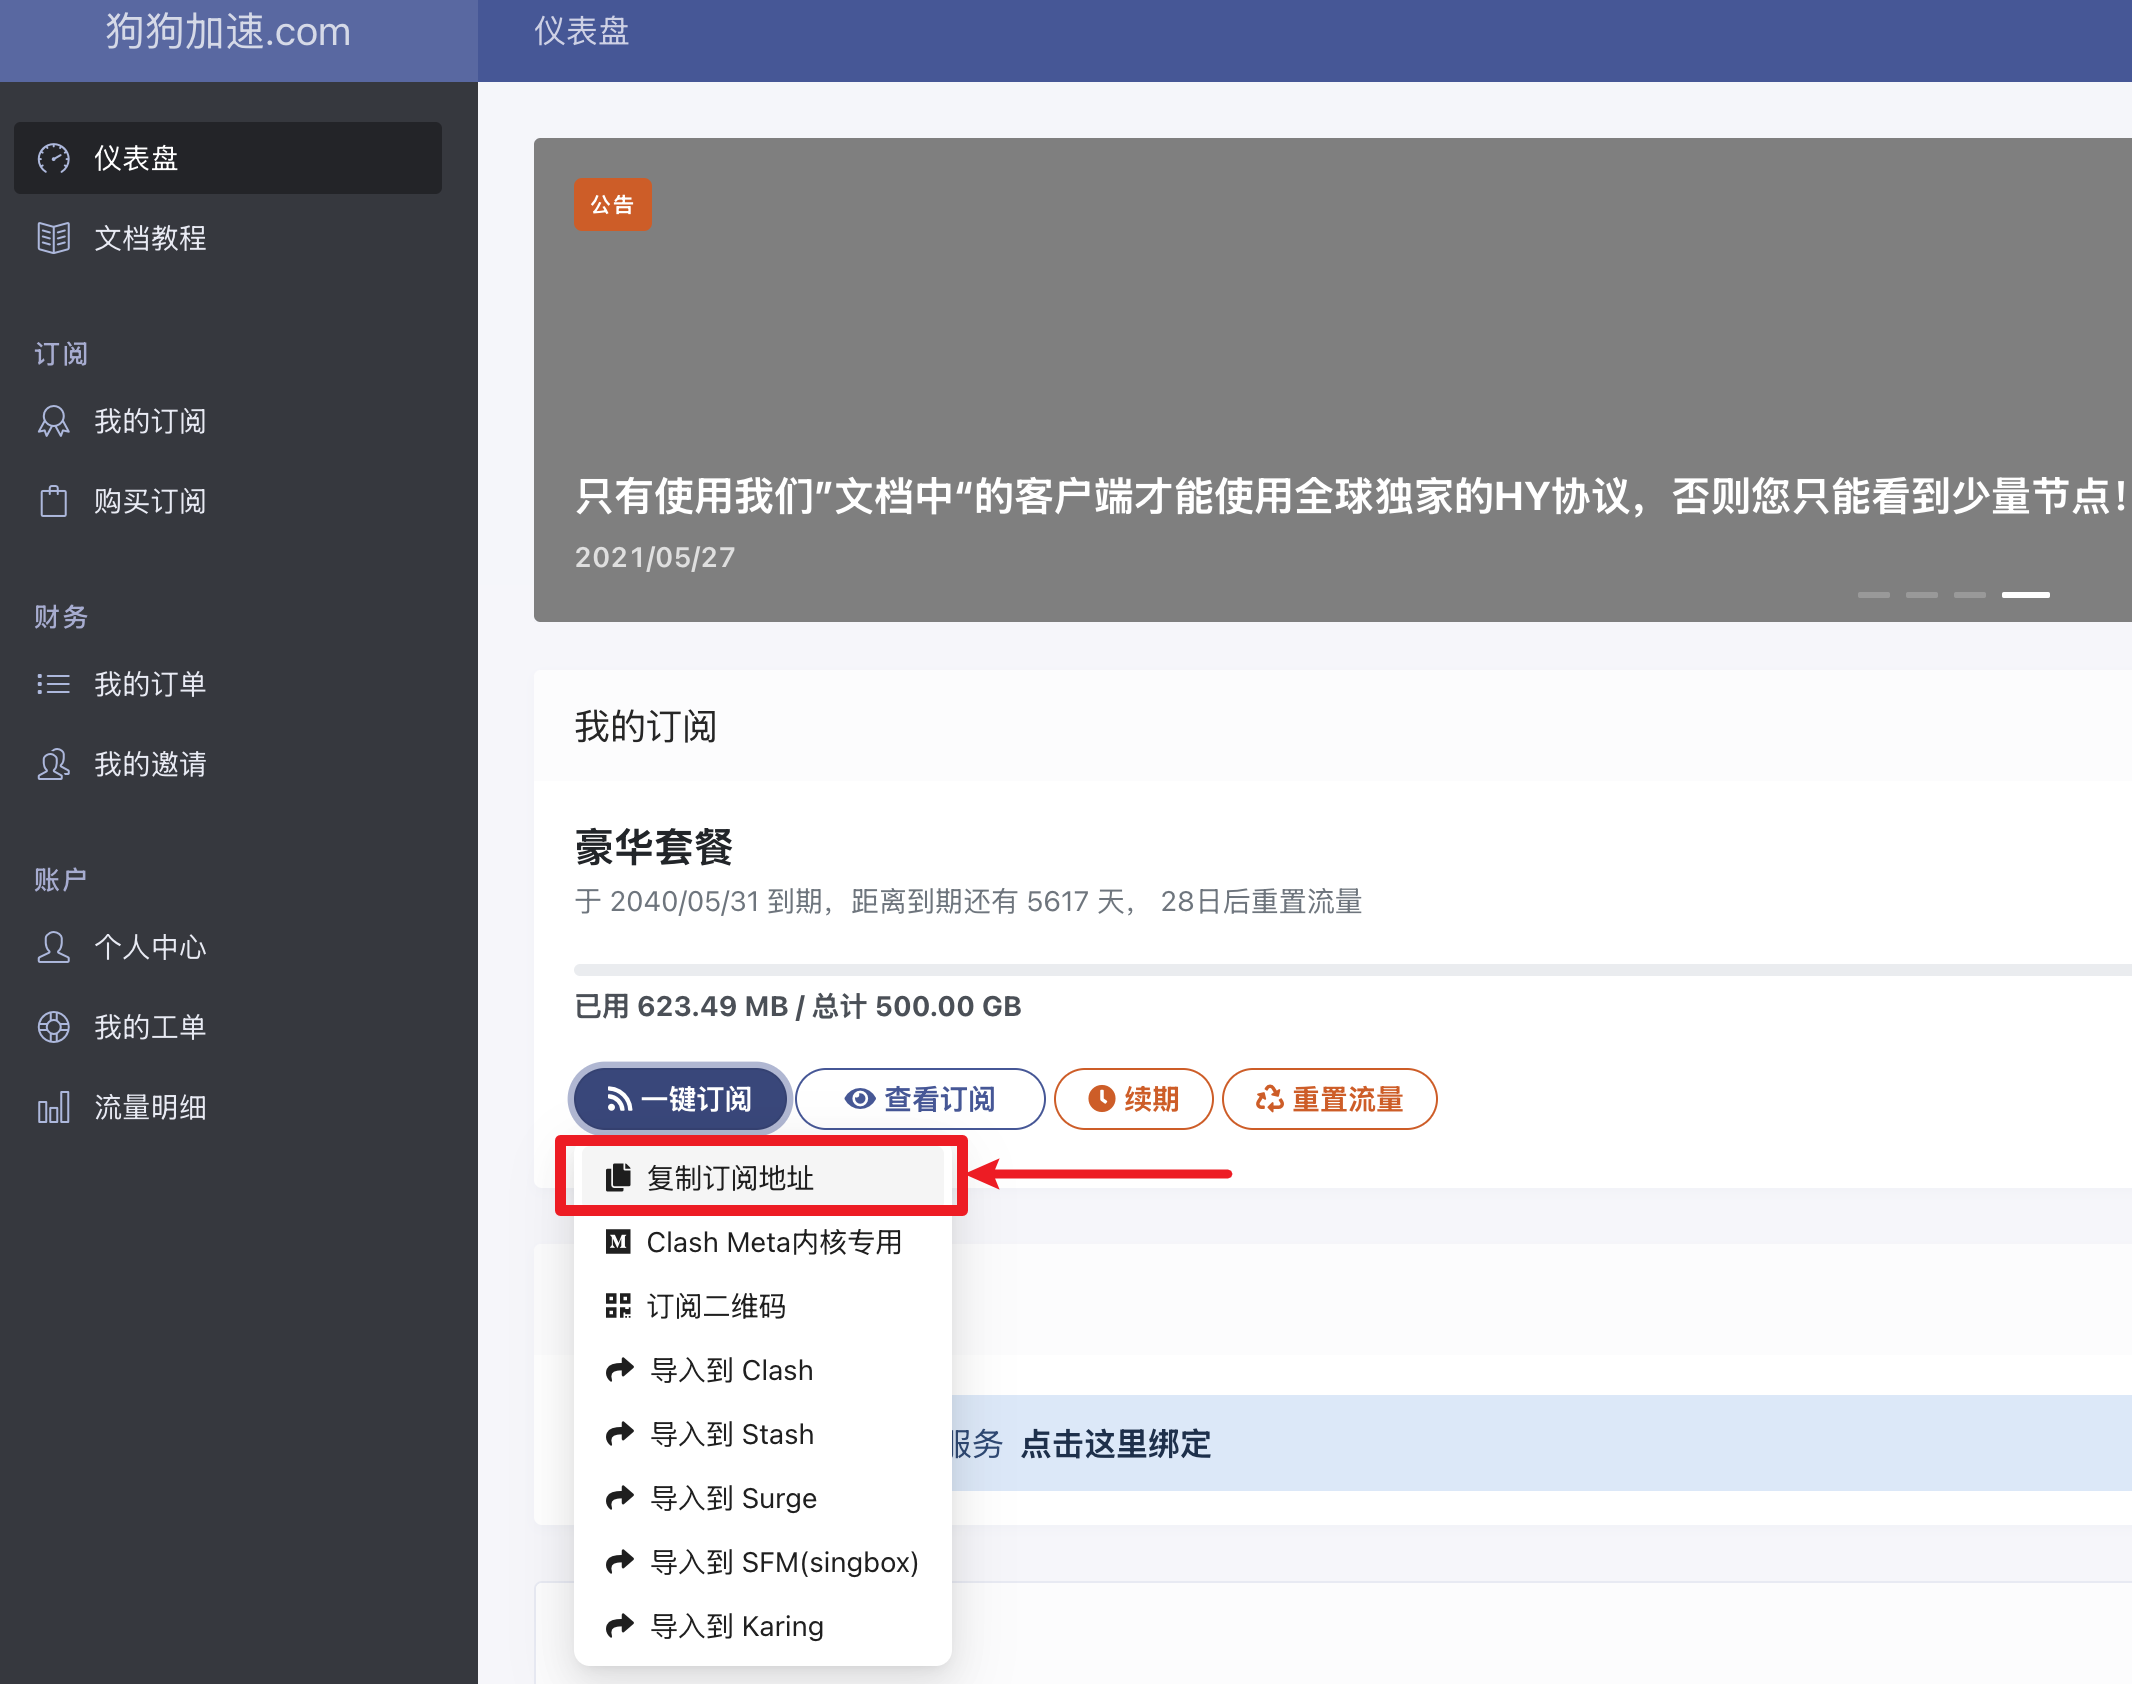 狗狗加速.com
仪表盘
仪表盘
文档教程
订阅
我的订阅
购买订阅
财务
我的订单
我的邀请
账户
个人中心
我的工单
流量明细
公告
只有使用我们”文档中“的客户端才能使用全球独家的HY协议，否则您只能看到少量节点！
2021/05/27
我的订阅
豪华套餐
于 2040/05/31 到期，距离到期还有 5617 天， 28日后重置流量
已用 623.49 MB / 总计 500.00 GB
一键订阅 查看订阅 续期 重置流量
复制订阅地址
Clash Meta内核专用
订阅二维码
导入到 Clash
导入到 Stash
导入到 Surge
导入到 SFM(singbox)
导入到 Karing
服务 点击这里绑定